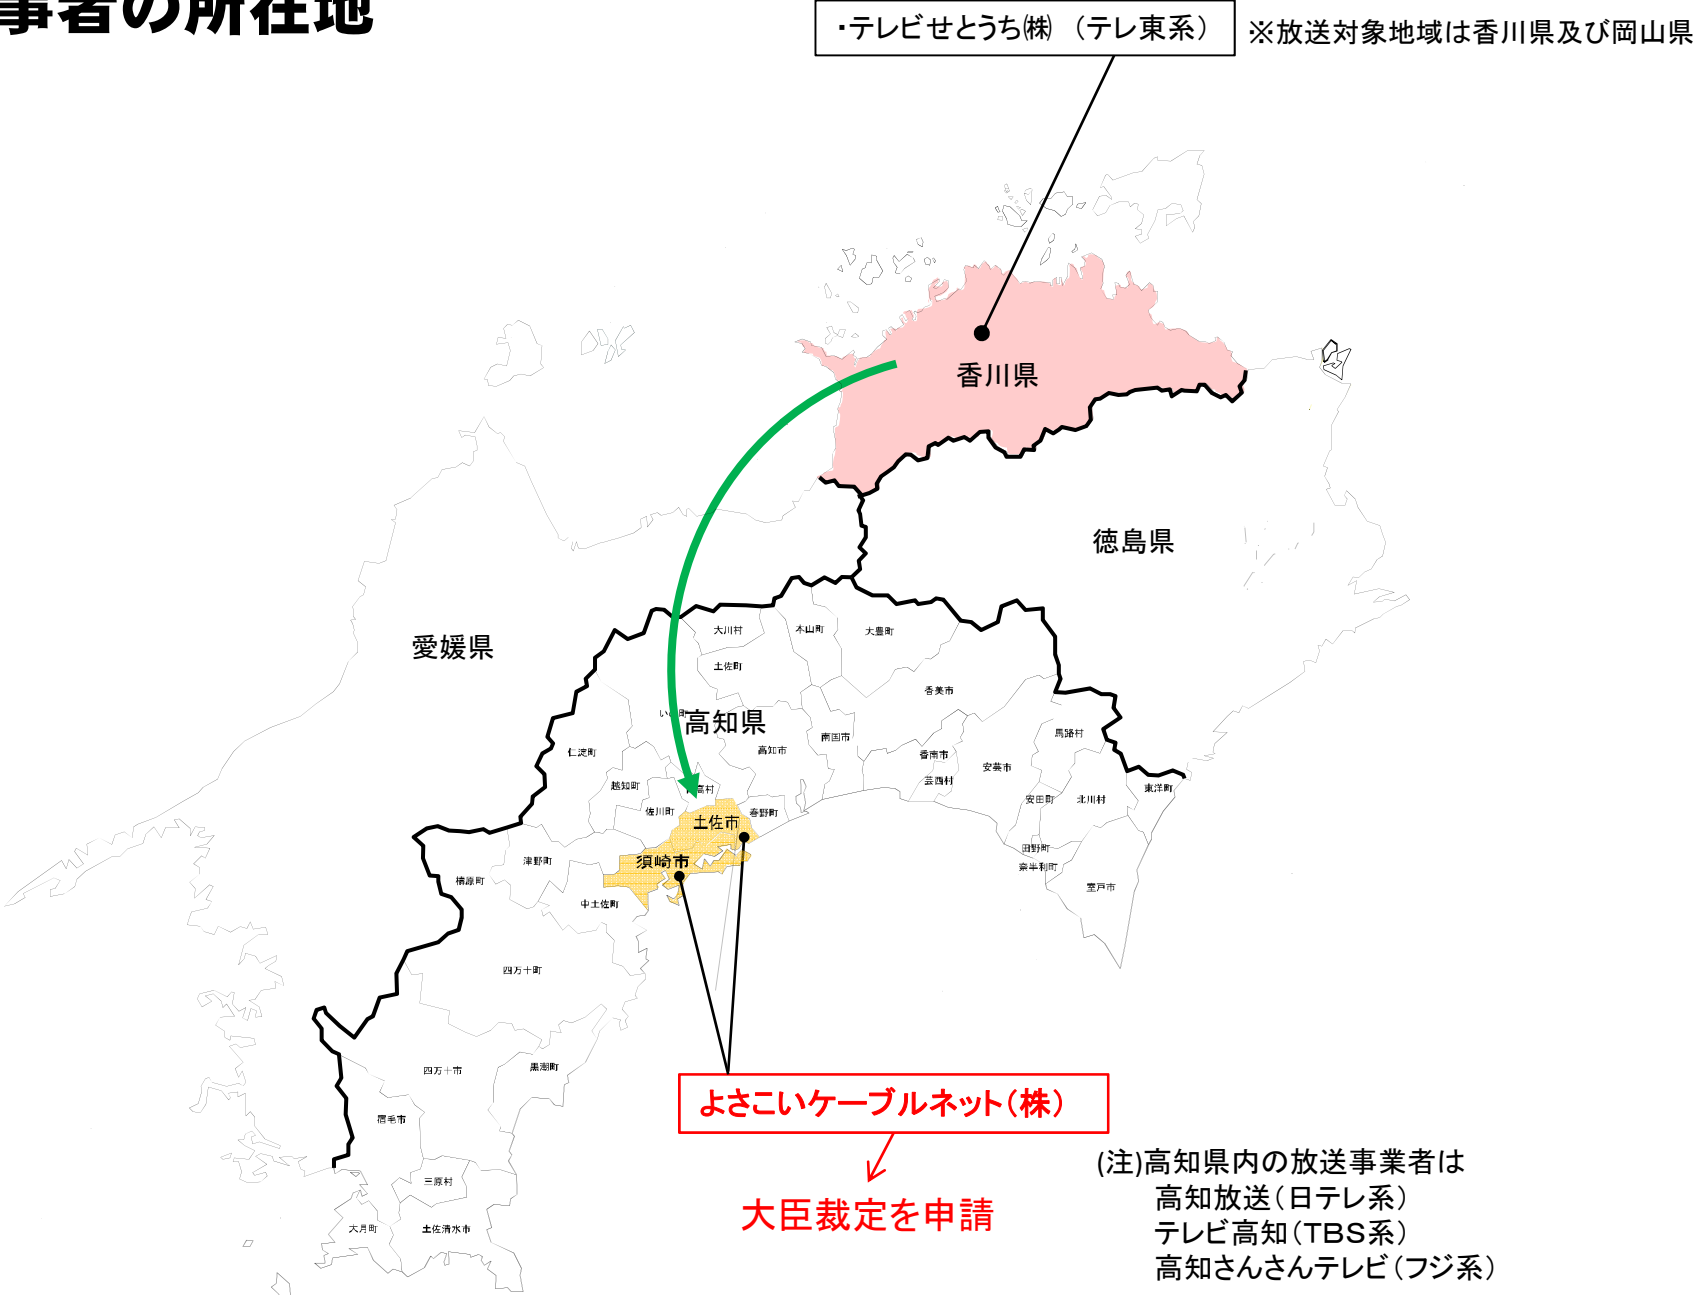 事者の所在地
・テレビせとうち㈱ （テレ東系）
※放送対象地域は香川県及び岡山県
香川県
徳島県
愛媛県
高知県
大川村
本山町
大豊町
土佐町
香美市
高知市
南国市
馬路村
仁淀町
香南市
安芸市
芸西村
越知町
安田町
北川村
東洋町
佐川町
春野町
土佐市
田野町
津野町
須崎市
奈半利町
梼原町
室戸市
中土佐町
四万十町
四万十市
黒潮町
宿毛市
三原村
大月町
土佐清水市
よさこいケーブルネット（株）
大臣裁定を申請
(注)高知県内の放送事業者は
高知放送（日テレ系）
テレビ高知（TBS系）
高知さんさんテレビ（フジ系）